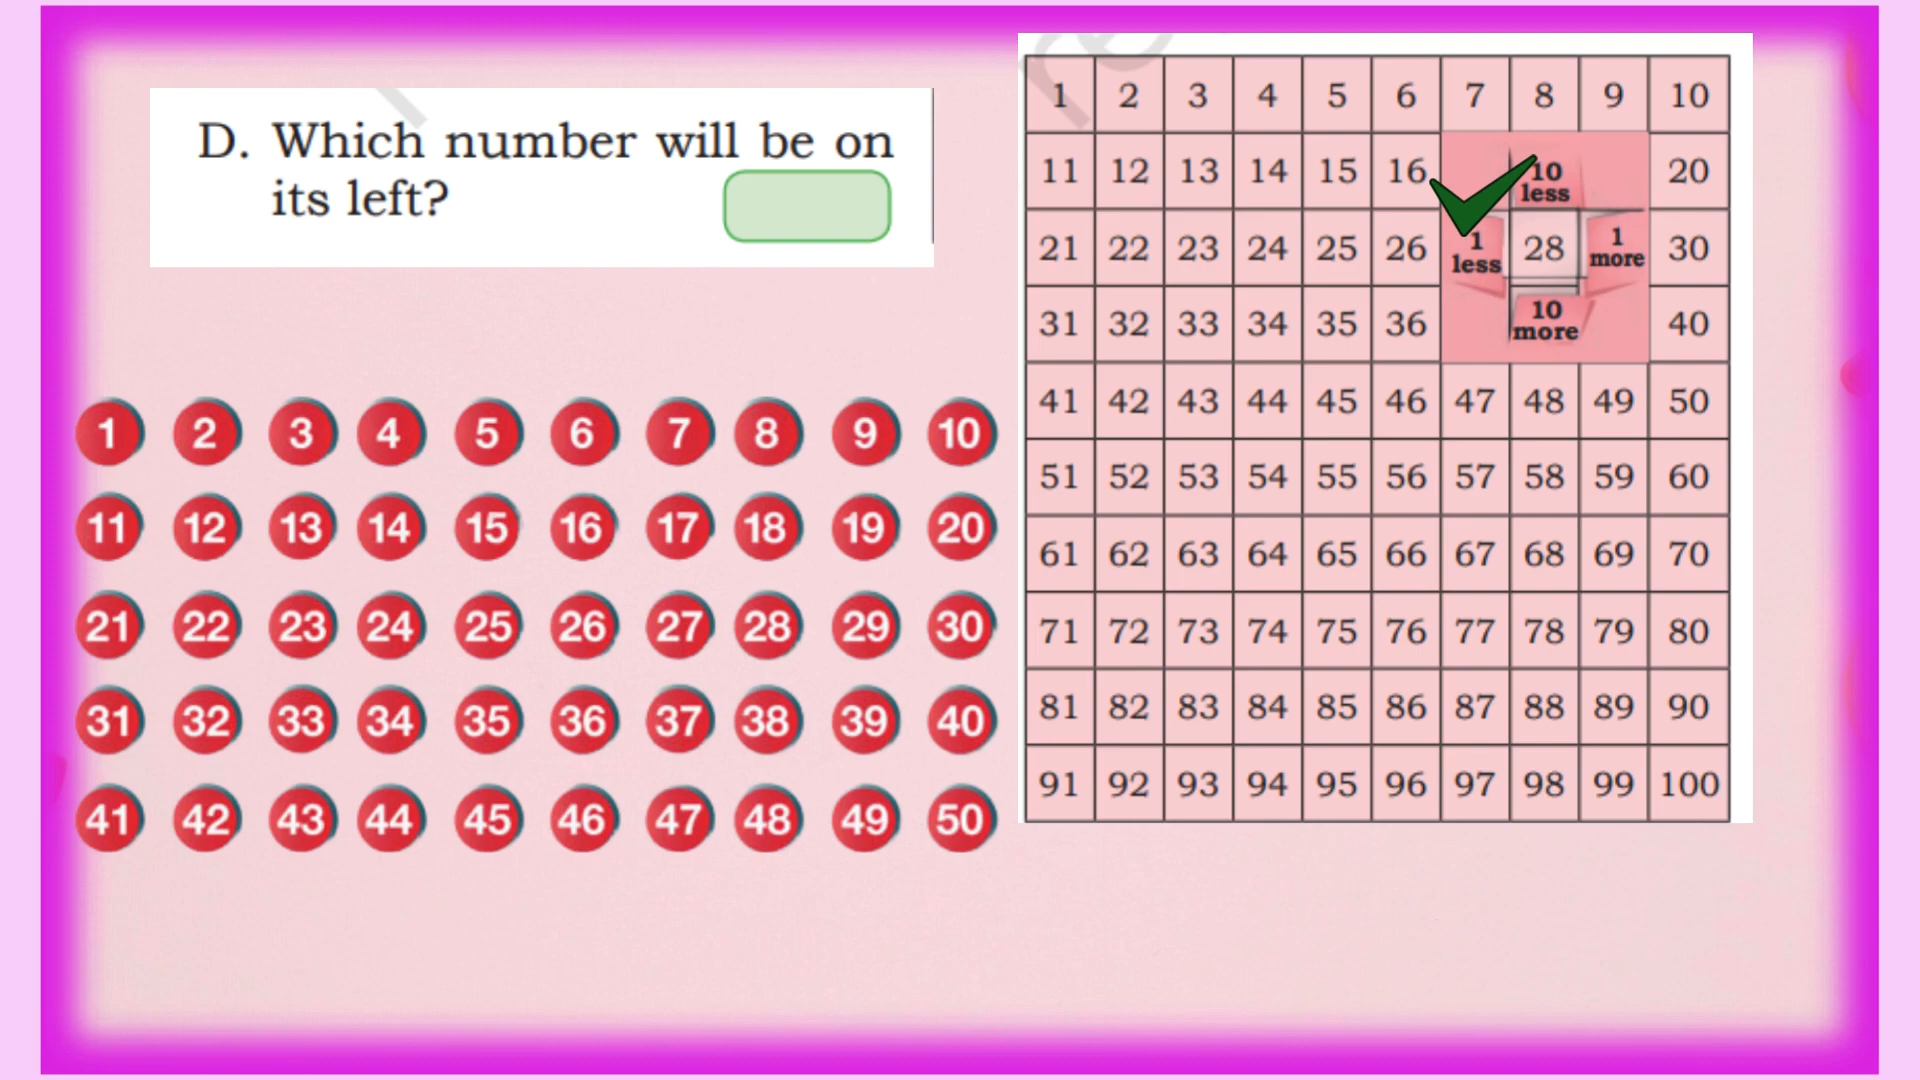 D. Which number will be on
its left?
1 2 3 4 5 6 7 8 9 10
11 12 13 14 15 16 17 18 19 20
21 22 23 24 25 26 27 28 29 30
31 32 33 34 35 36 37 38 39 40
41 42 43 44 45 46 47 48 49 50
re
1 2 3 4 5 6 7 8 9 10
11 12 13 14 15 16 10 less 20
21 22 23 24 25 26 1 less 28 1 more 30
31 32 33 34 35 36 10 more 40
41 42 43 44 45 46 47 48 49 50
51 52 53 54 55 56 57 58 59 60
61 62 63 64 65 66 67 68 69 70
71 72 73 74 75 76 77 78 79 80
81 82 83 84 85 86 87 88 89 90
91 92 93 94 95 96 97 98 99 100